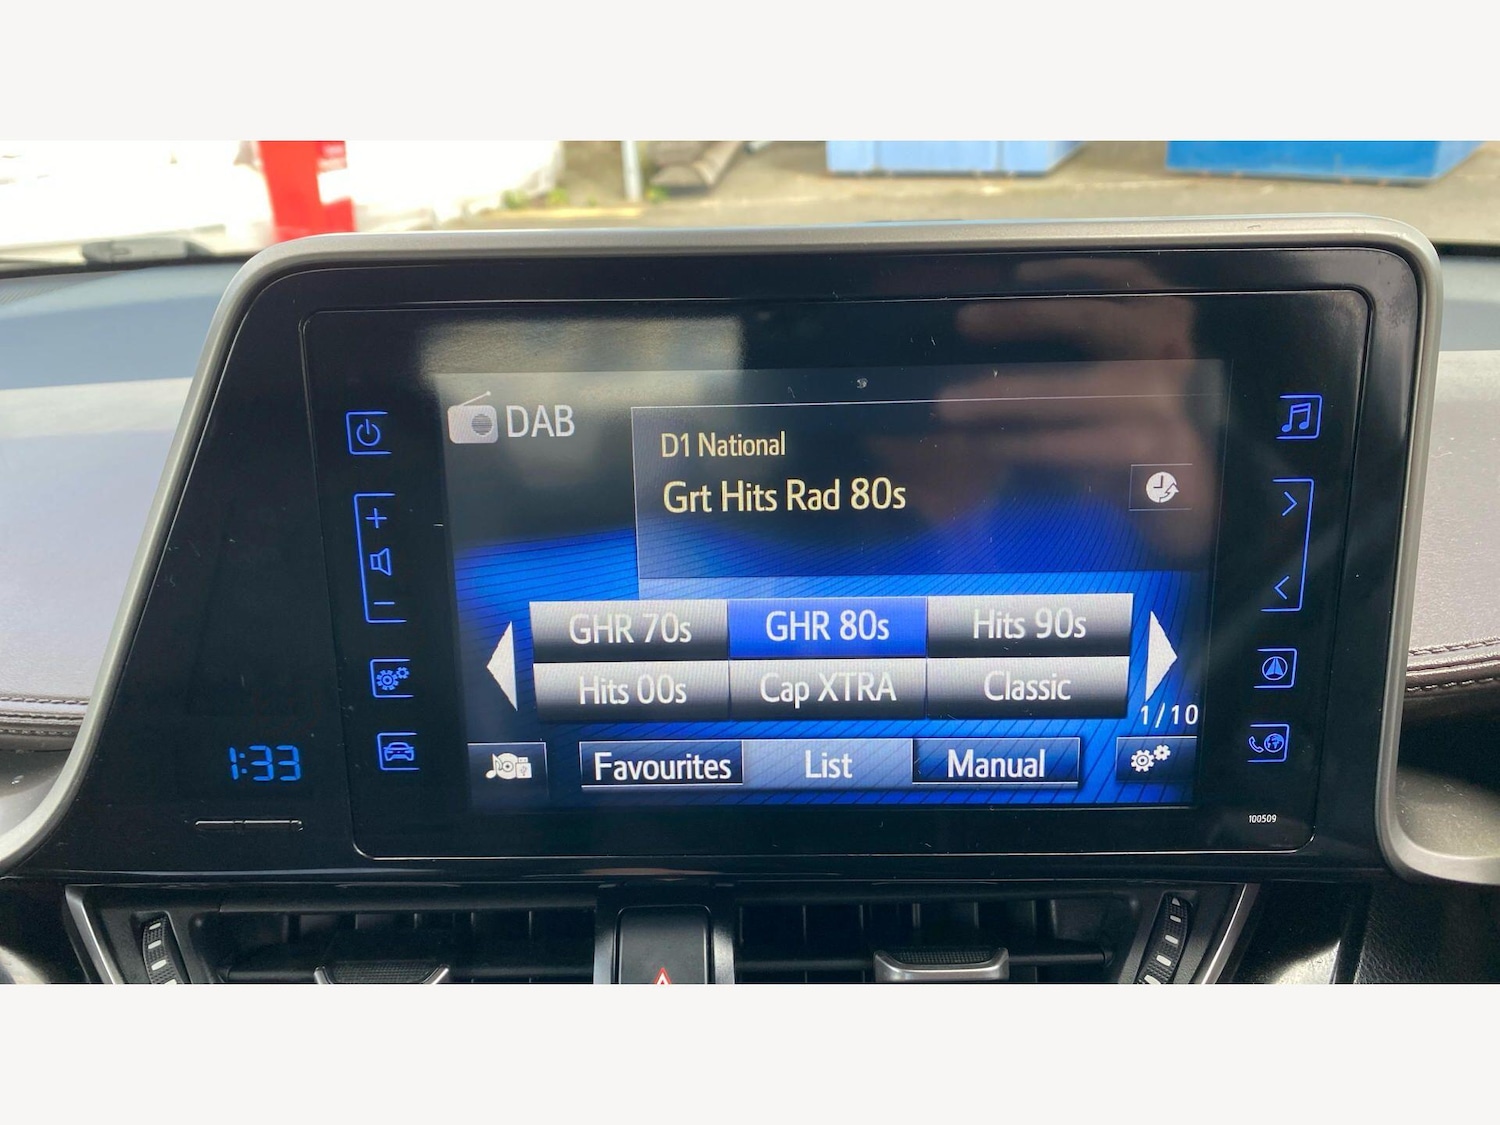 DAB
D1 National
Grt Hits Rad 80s
GHR 70s
GHR 80s
Hits 90s
Hits 00s
Cap XTRA
Classic
1/10
Favourites
List
Manual
1:33
100509